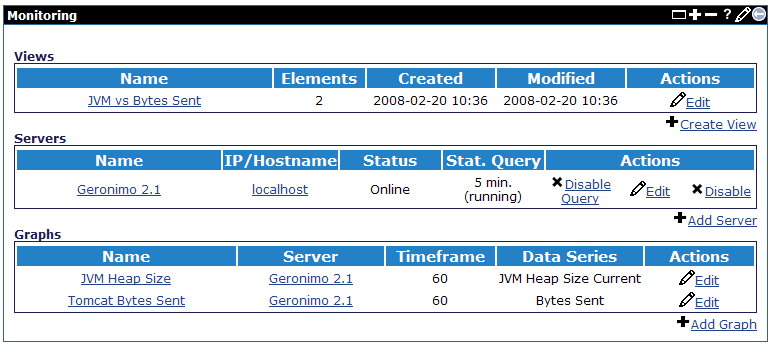 Monitoring
Views
Name Elements Created Modified Actions
JVM vs Bytes Sent 2 2008-02-20 10:36 2008-02-20 10:36 Edit
Create View
Servers
Name IP/Hostname Status Stat. Query Actions
Geronimo 2.1 localhost Online 5 min. (running) Disable Query Edit Disable
Add Server
Graphs
Name Server Timeframe Data Series Actions
JVM Heap Size Geronimo 2.1 60 JVM Heap Size Current Edit
Tomcat Bytes Sent Geronimo 2.1 60 Bytes Sent Edit
Add Graph